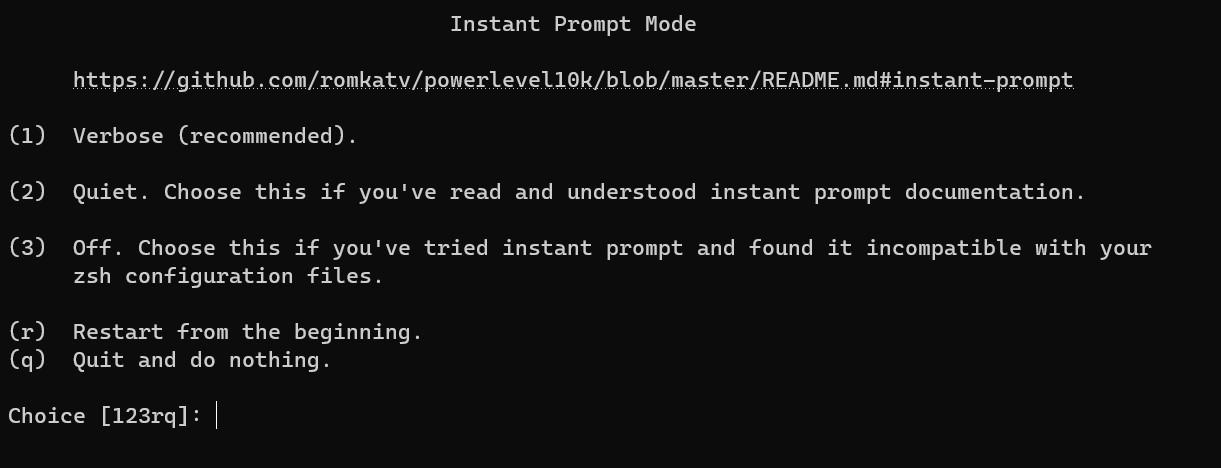 Instant Prompt Mode
https://github.com/romkatv/powerlevel10k/blob/master/README.md#instant-prompt
(1)  Verbose (recommended).
(2)  Quiet. Choose this if you've read and understood instant prompt documentation.
(3)  Off. Choose this if you've tried instant prompt and found it incompatible with your
zsh configuration files.
(r)  Restart from the beginning.
(q)  Quit and do nothing.
Choice [123rq]: